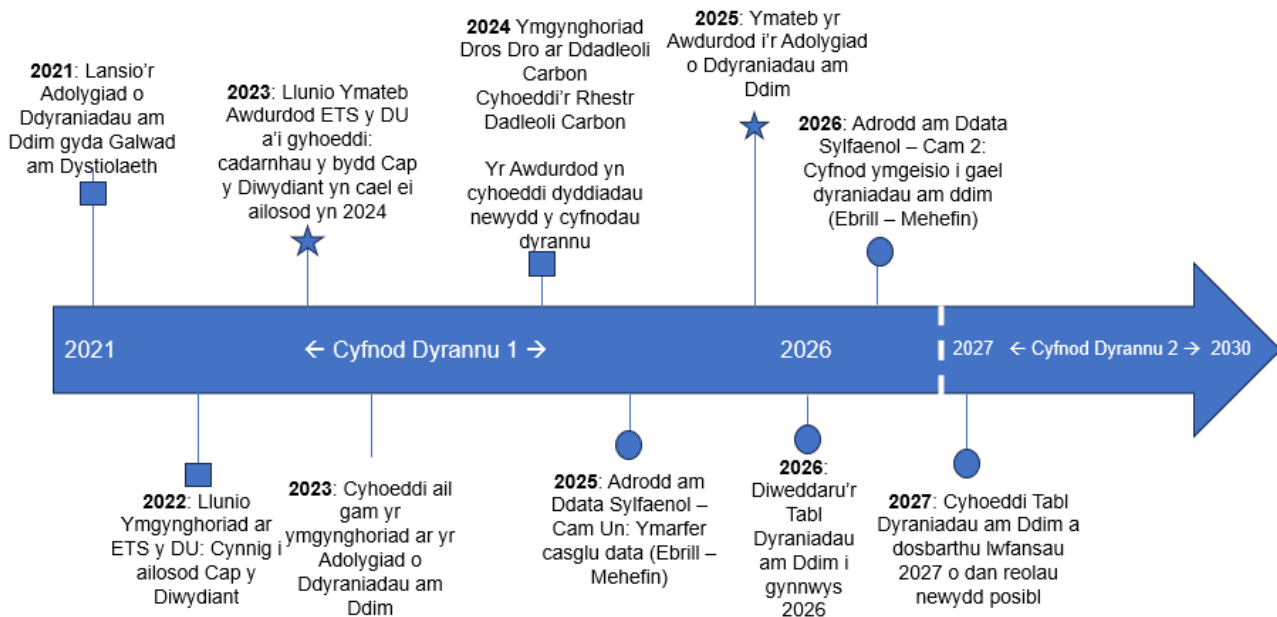 2021: Lansio'r
Adolygiad o
Ddyraniadau am
Ddim gyda Galwad
am Dystiolaeth
2023: Llunio Ymateb
Awdurdod ETS y DU
a'i gyhoeddi:
cadarnhau y bydd Cap
y Diwydiant yn cael ei
ailosod yn 2024
2024 Ymgynghoriad
Dros Dro ar Ddadleoli
Carbon
Cyhoeddi'r Rhestr
Dadleoli Carbon
Yr Awdurdod yn
cyhoeddi dyddiadau
newydd y cyfnodau
dyrannu
2025: Ymateb yr
Awdurdod i'r Adolygiad
o Ddyraniadau am
Ddim
2026: Adrodd am Ddata
Sylfaenol – Cam 2:
Cyfnod ymgeisio i gael
dyraniadau am ddim
(Ebrill – Mehefin)
2021 ← Cyfnod Dyrannu 1 → 2026 2027 ← Cyfnod Dyrannu 2 → 2030
2022: Llunio
Ymgynghoriad ar
ETS y DU: Cynnig i
ailosod Cap y
Diwydiant
2023: Cyhoeddi ail
gam yr
ymgynghoriad ar yr
Adolygiad o
Ddyraniadau am
Ddim
2025: Adrodd am
Ddata Sylfaenol –
Cam Un: Ymarfer
casglu data (Ebrill –
Mehefin)
2026:
Diweddaru'r
Tabl
Dyraniadau
am Ddim i
gynnwys
2026
2027: Cyhoeddi Tabl
Dyraniadau am Ddim a
dosbarthu lwfansau
2027 o dan reolau
newydd posibl